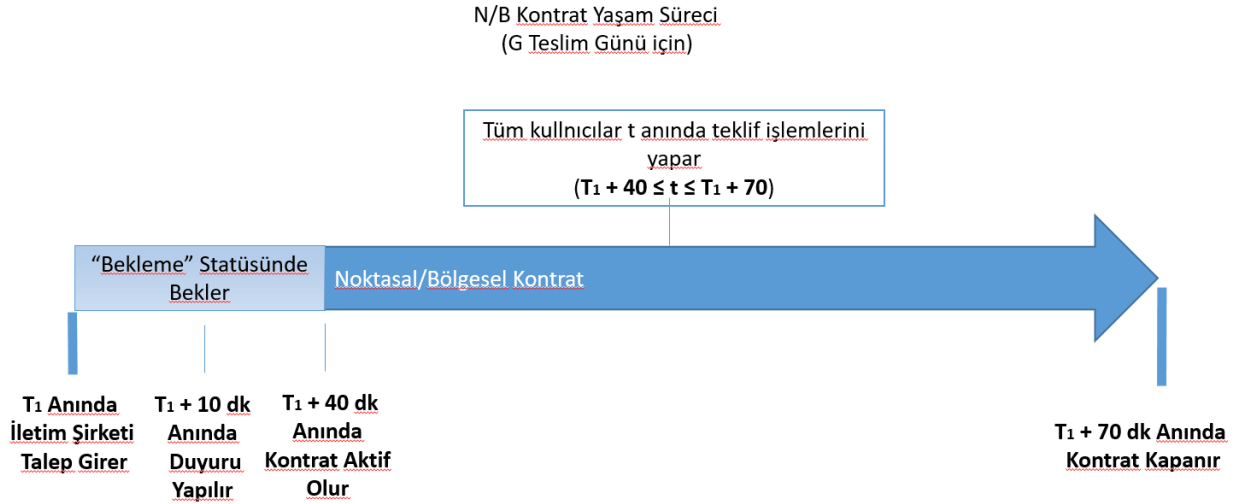 N/B Kontrat Yaşam Süreci
(G Teslim Günü için)
Tüm kullnıcılar t anında teklif işlemlerini
yapar
(T₁ + 40 ≤ t ≤ T₁ + 70)
“Bekleme” Statüsünde
Bekler
Noktasal/Bölgesel Kontrat
T₁ Anında
İletim Şirketi
Talep Girer
T₁ + 10 dk
Anında
Duyuru
Yapılır
T₁ + 40 dk
Anında
Kontrat Aktif
Olur
T₁ + 70 dk Anında
Kontrat Kapanır